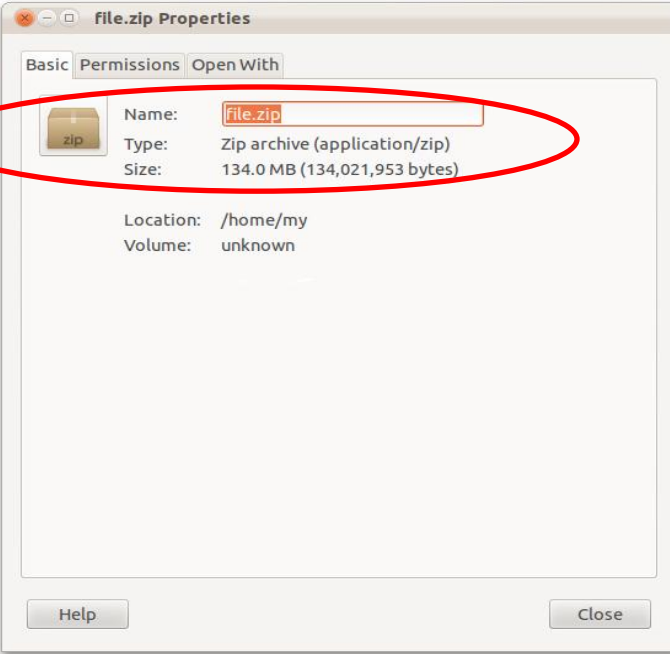 file.zip Properties
Basic Permissions Open With
zip
Name: file.zip
Type: Zip archive (application/zip)
Size: 134.0 MB (134,021,953 bytes)
Location: /home/my
Volume: unknown
Help Close